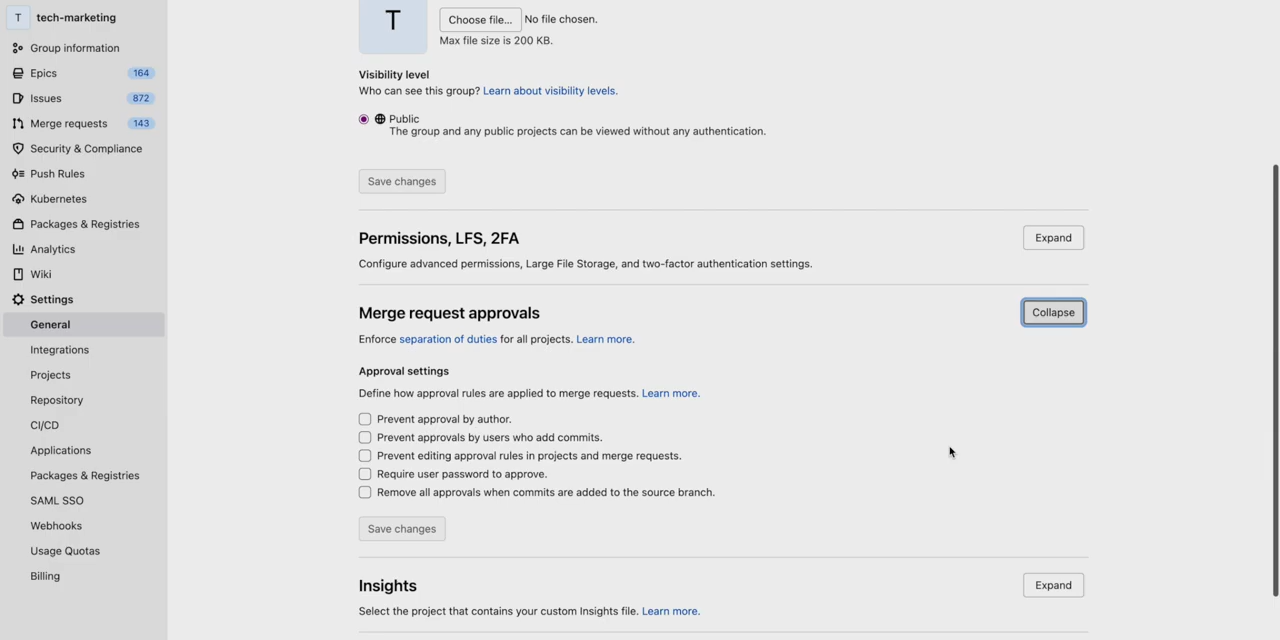 T
tech-marketing
Group information
Epics
164
Issues
872
Merge requests
143
Security & Compliance
Push Rules
Kubernetes
Packages & Registries
Analytics
Wiki
Settings
General
Integrations
Projects
Repository
CI/CD
Applications
Packages & Registries
SAML SSO
Webhooks
Usage Quotas
Billing
T
Choose file... No file chosen.
Max file size is 200 KB.
Visibility level
Who can see this group? Learn about visibility levels.
Public
The group and any public projects can be viewed without any authentication.
Save changes
Permissions, LFS, 2FA
Expand
Configure advanced permissions, Large File Storage, and two-factor authentication settings.
Merge request approvals
Collapse
Enforce separation of duties for all projects. Learn more.
Approval settings
Define how approval rules are applied to merge requests. Learn more.
Prevent approval by author.
Prevent approvals by users who add commits.
Prevent editing approval rules in projects and merge requests.
Require user password to approve.
Remove all approvals when commits are added to the source branch.
Save changes
Insights
Expand
Select the project that contains your custom Insights file. Learn more.